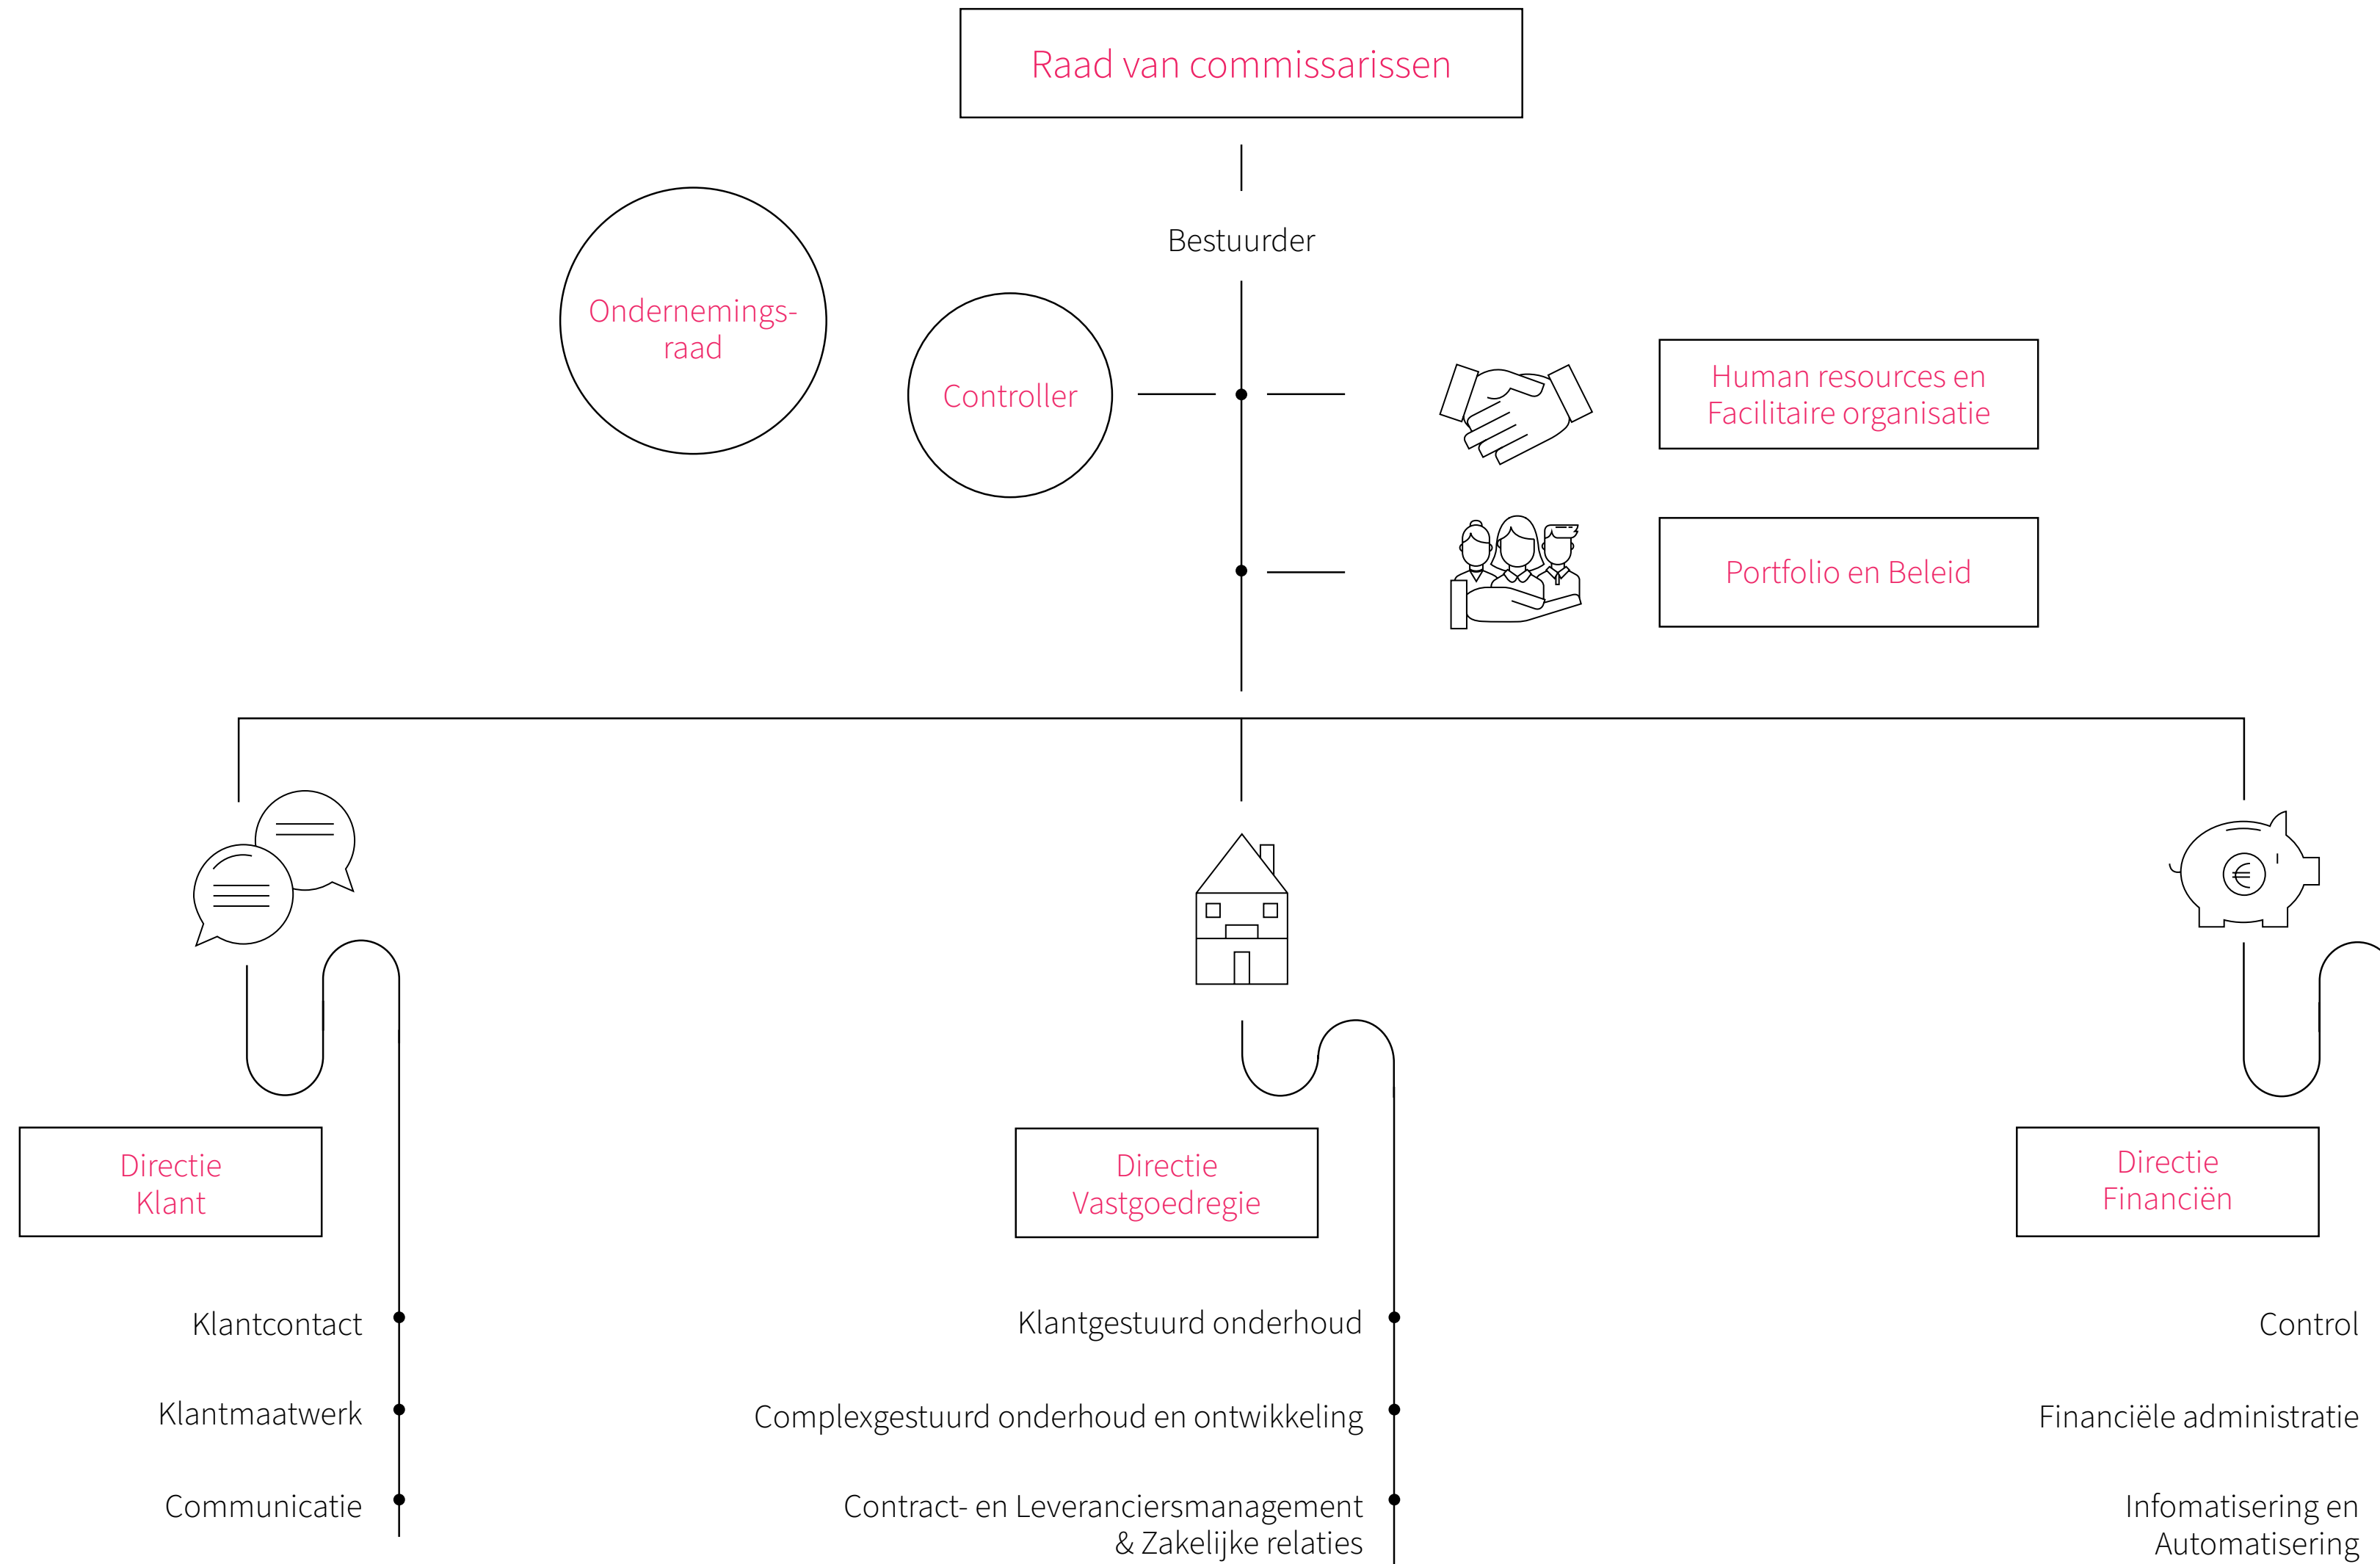 Raad van commissarissen
Bestuurder
Ondernemings-
raad
Controller
Human resources en
Facilitaire organisatie
Portfolio en Beleid
Directie
Klant
Klantcontact
Klantmaatwerk
Communicatie
Directie
Vastgoedregie
Klantgestuurd onderhoud
Complexgestuurd onderhoud en ontwikkeling
Contract- en Leveranciersmanagement
& Zakelijke relaties
€
Directie
Financiën
Control
Financiële administratie
Infomatisering en
Automatisering